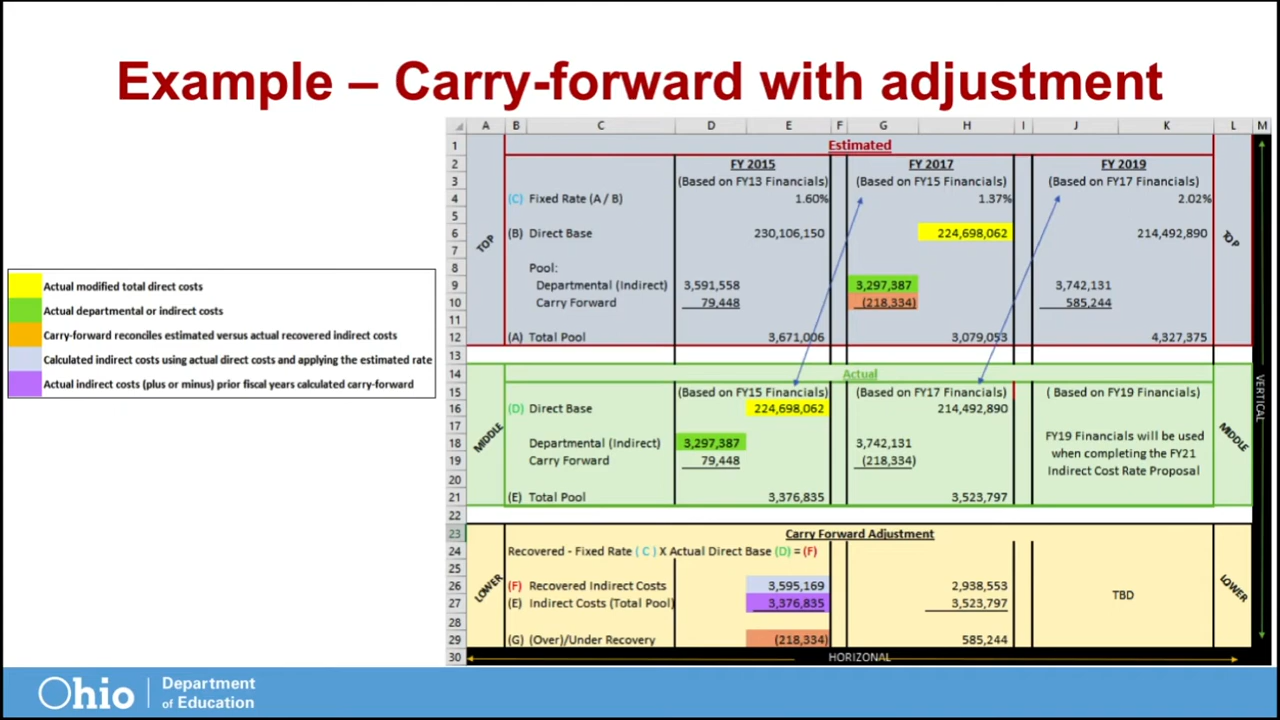 Example – Carry-forward with adjustment
Actual modified total direct costs
Actual departmental or indirect costs
Carry-forward reconciles estimated versus actual recovered indirect costs
Calculated indirect costs using actual direct costs and applying the estimated rate
Actual indirect costs (plus or minus) prior fiscal years calculated carry-forward
A B C D E F G H I J K L M
1 Estimated
2 FY 2015 FY 2017 FY 2019
3 (Based on FY13 Financials) (Based on FY15 Financials) (Based on FY17 Financials)
4 (C) Fixed Rate (A / B) 1.60% 1.37% 2.02%
5
6 (B) Direct Base 230,106,150 224,698,062 214,492,890
TOP TOP
7
8 Pool:
9 Departmental (Indirect) 3,591,558 3,297,387 3,742,131
10 Carry Forward 79,448 (218,334) 585,244
11
12 (A) Total Pool 3,671,006 3,079,053 4,327,375
13
14 Actual
15 (Based on FY15 Financials) (Based on FY17 Financials) ( Based on FY19 Financials)
16 (D) Direct Base 224,698,062 214,492,890
17
MIDDLE FY19 Financials will be used MIDDLE
18 Departmental (Indirect) 3,297,387 3,742,131
when completing the FY21
19 Carry Forward 79,448 (218,334)
Indirect Cost Rate Proposal
20
21 (E) Total Pool 3,376,835 3,523,797
22
23 Carry Forward Adjustment
24 Recovered - Fixed Rate ( C ) X Actual Direct Base (D) = (F)
25
26 (F) Recovered Indirect Costs 3,595,169 2,938,553
LOWER TBD LOWER
27 (E) Indirect Costs (Total Pool) 3,376,835 3,523,797
28
29 (G) (Over)/Under Recovery (218,334) 585,244
30 HORIZONAL
VERTICAL
Ohio
Department
of Education